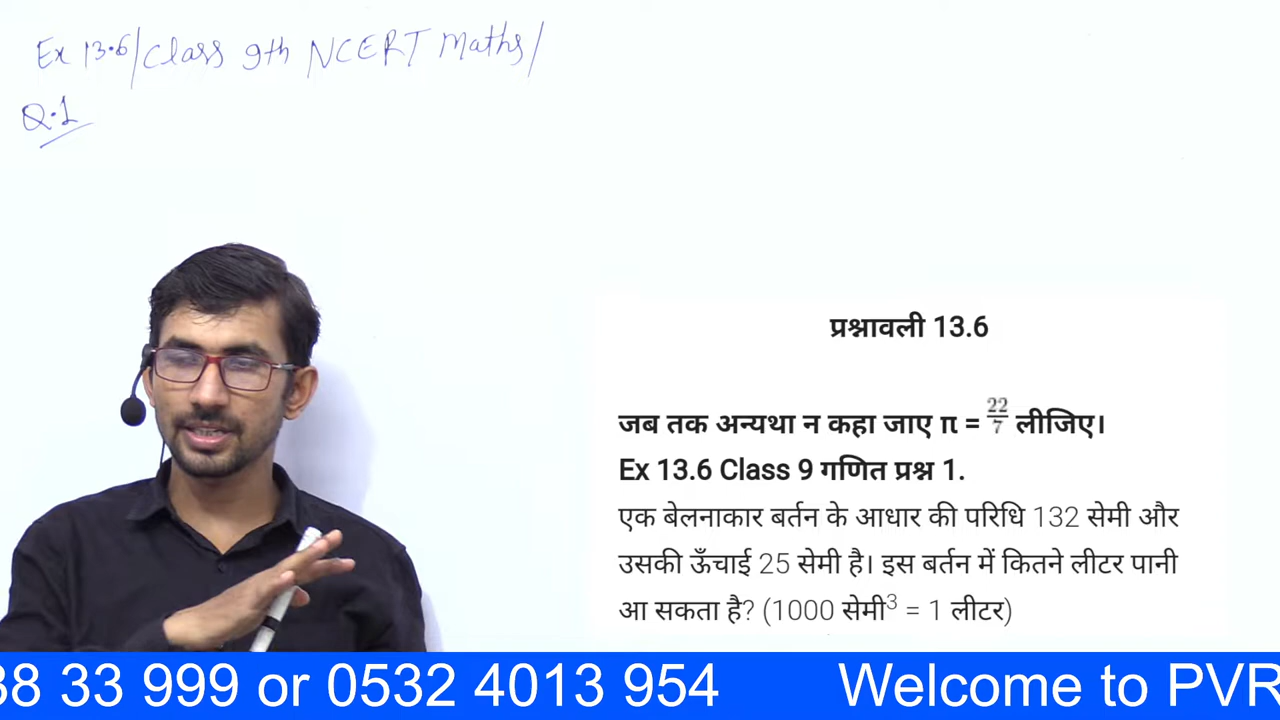 Ex 13.6/Class 9th NCERT Maths/
Q.1
प्रश्नावली 13.6
जब तक अन्यथा न कहा जाए π = 22/7 लीजिए।
Ex 13.6 Class 9 गणित प्रश्न 1.
एक बेलनाकार बर्तन के आधार की परिधि 132 सेमी और
उसकी ऊँचाई 25 सेमी है। इस बर्तन में कितने लीटर पानी
आ सकता है? (1000 सेमी³ = 1 लीटर)
38 33 999 or 0532 4013 954 Welcome to PVR